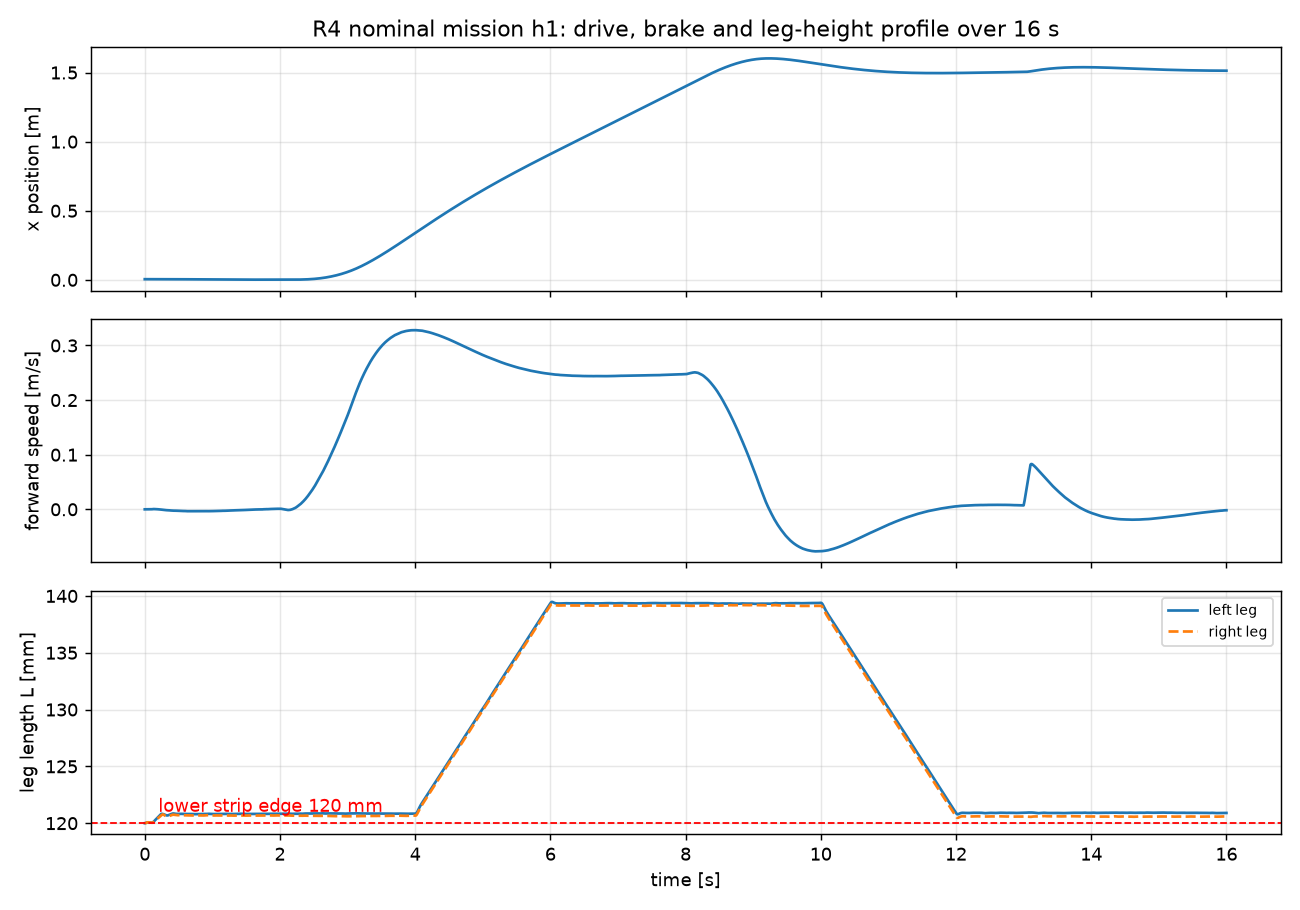 R4 nominal mission h1: drive, brake and leg-height profile over 16 s
x position [m]
1.5
1.0
0.5
0.0
forward speed [m/s]
0.3
0.2
0.1
0.0
leg length L [mm]
140
135
130
125
120
left leg
right leg
lower strip edge 120 mm
0 2 4 6 8 10 12 14 16
time [s]